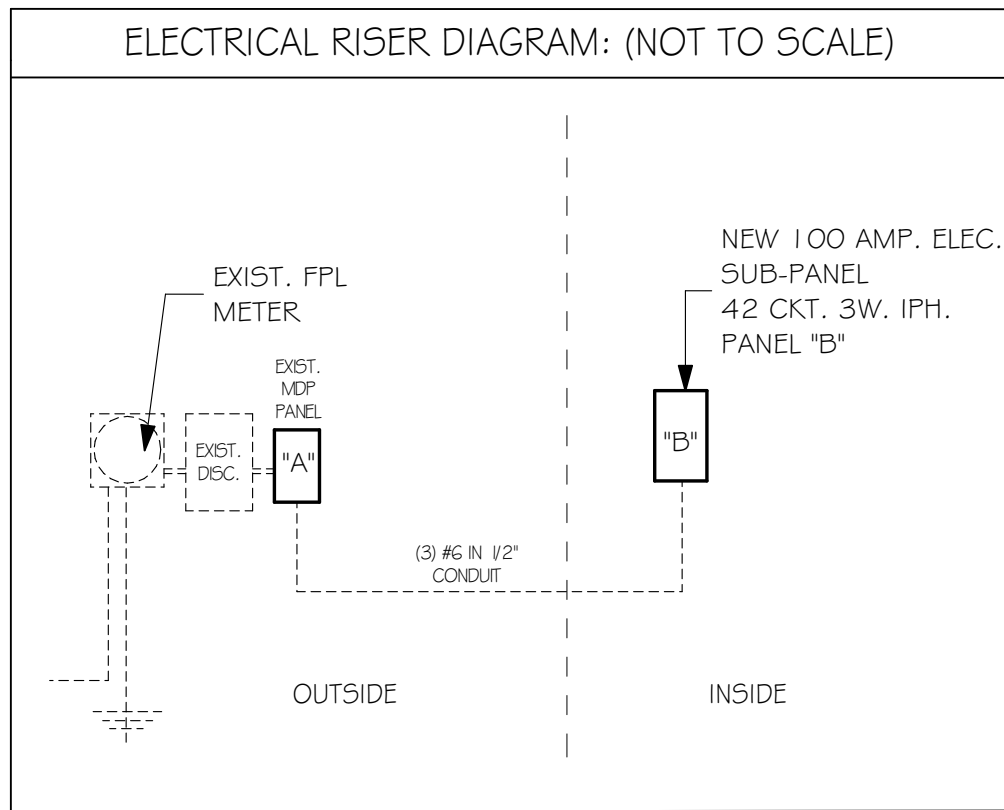 ELECTRICAL RISER DIAGRAM: (NOT TO SCALE)
EXIST. FPL
METER
NEW 100 AMP. ELEC.
SUB-PANEL
42 CKT. 3W. 1PH.
PANEL "B"
EXIST.
MDP
PANEL
EXIST.
DISC.
"A"
"B"
(3) #6 IN 1/2"
CONDUIT
OUTSIDE
INSIDE